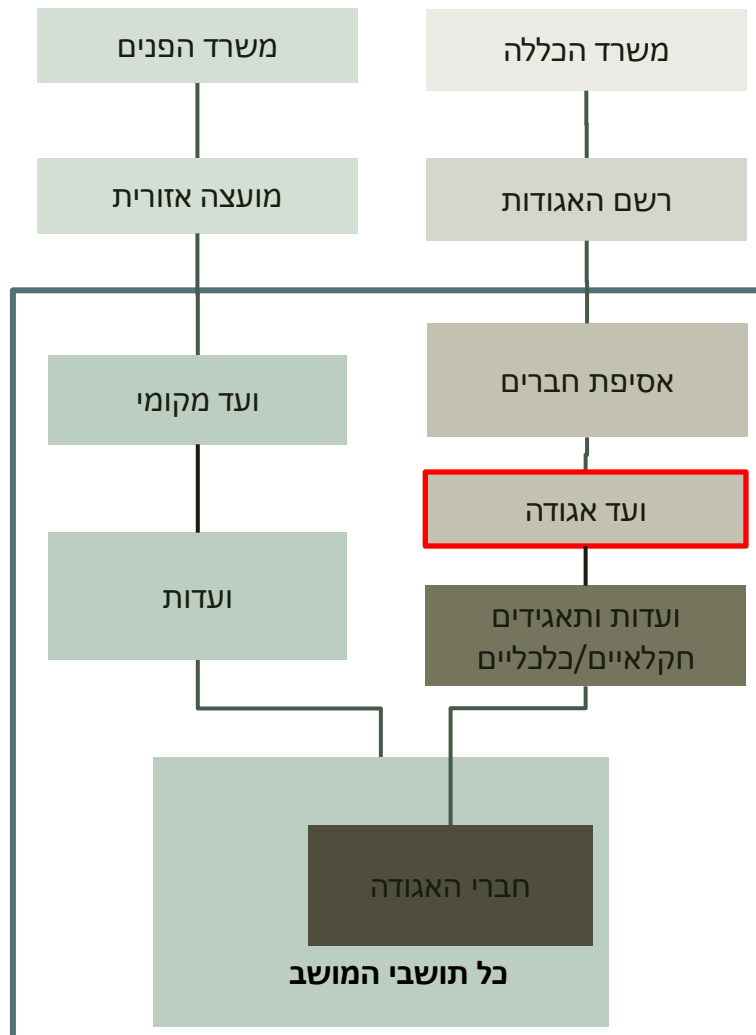 משרד הפנים
משרד הכללה
מועצה אזורית
רשם האגודות
ועד מקומי
אסיפת חברים
ועד אגודה
ועדות
ועדות ותאגידים
חקלאיים/כלכליים
חברי האגודה
כל תושבי המושב